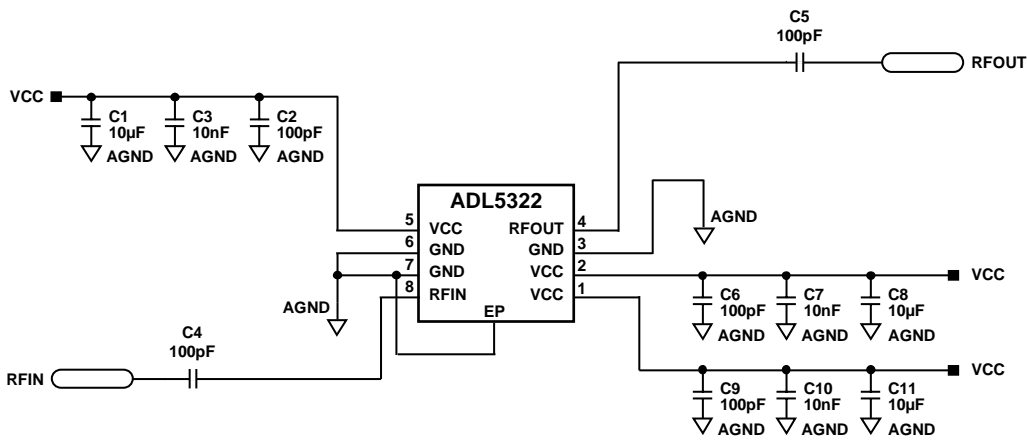 C5
100pF
RFOUT
VCC
C1
10µF
AGND
C3
10nF
AGND
C2
100pF
AGND
ADL5322
5 VCC
6 GND
7 GND
8 RFIN
RFOUT 4
GND 3
VCC 2
VCC 1
EP
AGND
AGND
VCC
C6
100pF
AGND
C7
10nF
AGND
C8
10µF
AGND
C4
100pF
RFIN
VCC
C9
100pF
AGND
C10
10nF
AGND
C11
10µF
AGND